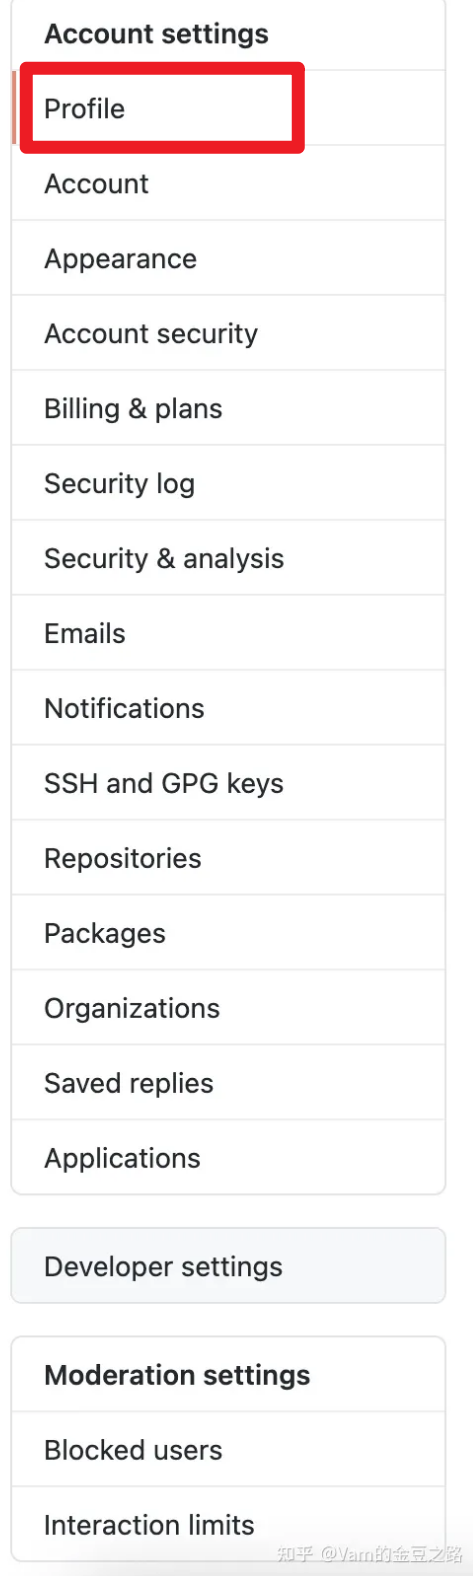 Account settings
Profile
Account
Appearance
Account security
Billing & plans
Security log
Security & analysis
Emails
Notifications
SSH and GPG keys
Repositories
Packages
Organizations
Saved replies
Applications
Developer settings
Moderation settings
Blocked users
Interaction limits
知乎 @Vam的金豆之路